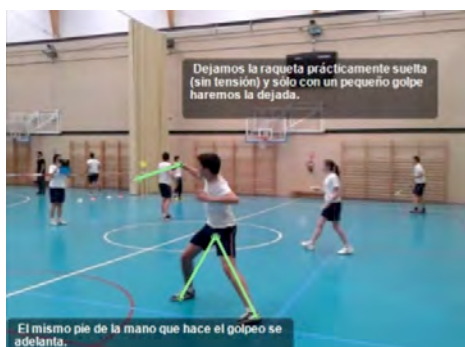 Dejamos la raqueta prácticamente suelta
(sin tensión) y sólo con un pequeño golpe
haremos la dejada.
El mismo pie de la mano que hace el golpeo se
adelanta.